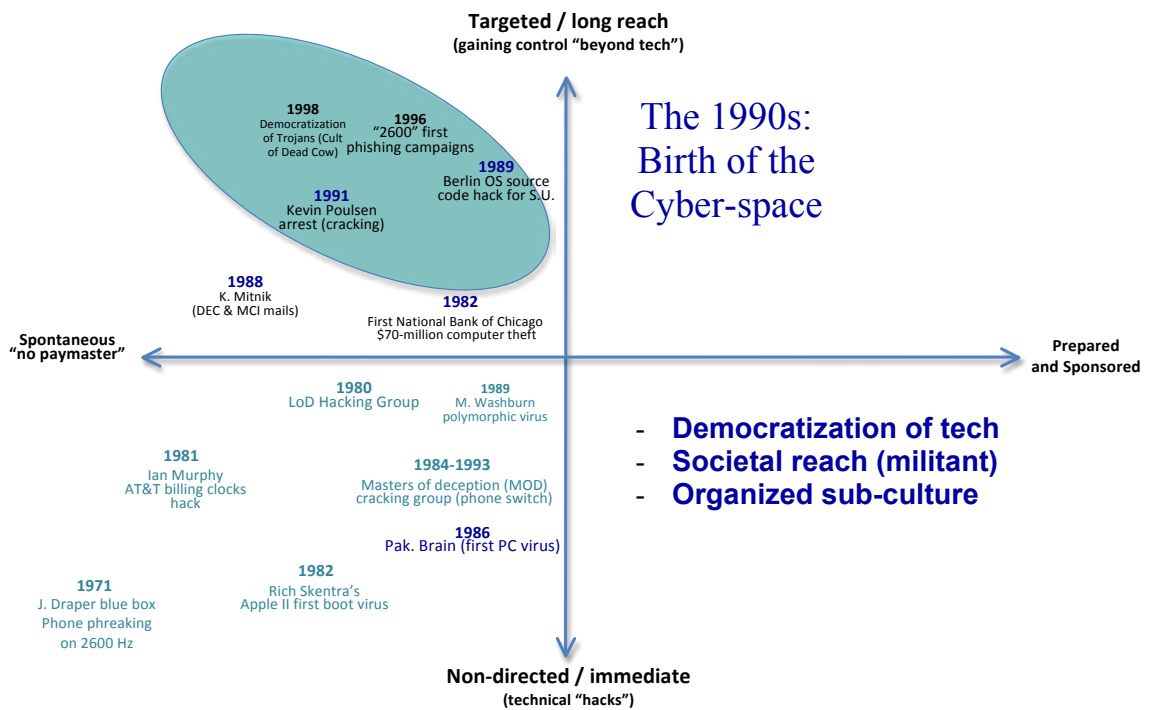 Targeted / long reach
(gaining control “beyond tech”)
The 1990s:
Birth of the
Cyber-space
1998
Democratization
of Trojans (Cult
of Dead Cow)
1996
“2600” first
phishing campaigns
1989
Berlin OS source
code hack for S.U.
1991
Kevin Poulsen
arrest (cracking)
1988
K. Mitnik
(DEC & MCI mails)
1982
First National Bank of Chicago
$70-million computer theft
Spontaneous
“no paymaster”
Prepared
and Sponsored
1980
LoD Hacking Group
1989
M. Washburn
polymorphic virus
- Democratization of tech
- Societal reach (militant)
- Organized sub-culture
1981
Ian Murphy
AT&T billing clocks
hack
1984-1993
Masters of deception (MOD)
cracking group (phone switch)
1986
Pak. Brain (first PC virus)
1982
Rich Skentra’s
Apple II first boot virus
1971
J. Draper blue box
Phone phreaking
on 2600 Hz
Non-directed / immediate
(technical “hacks”)